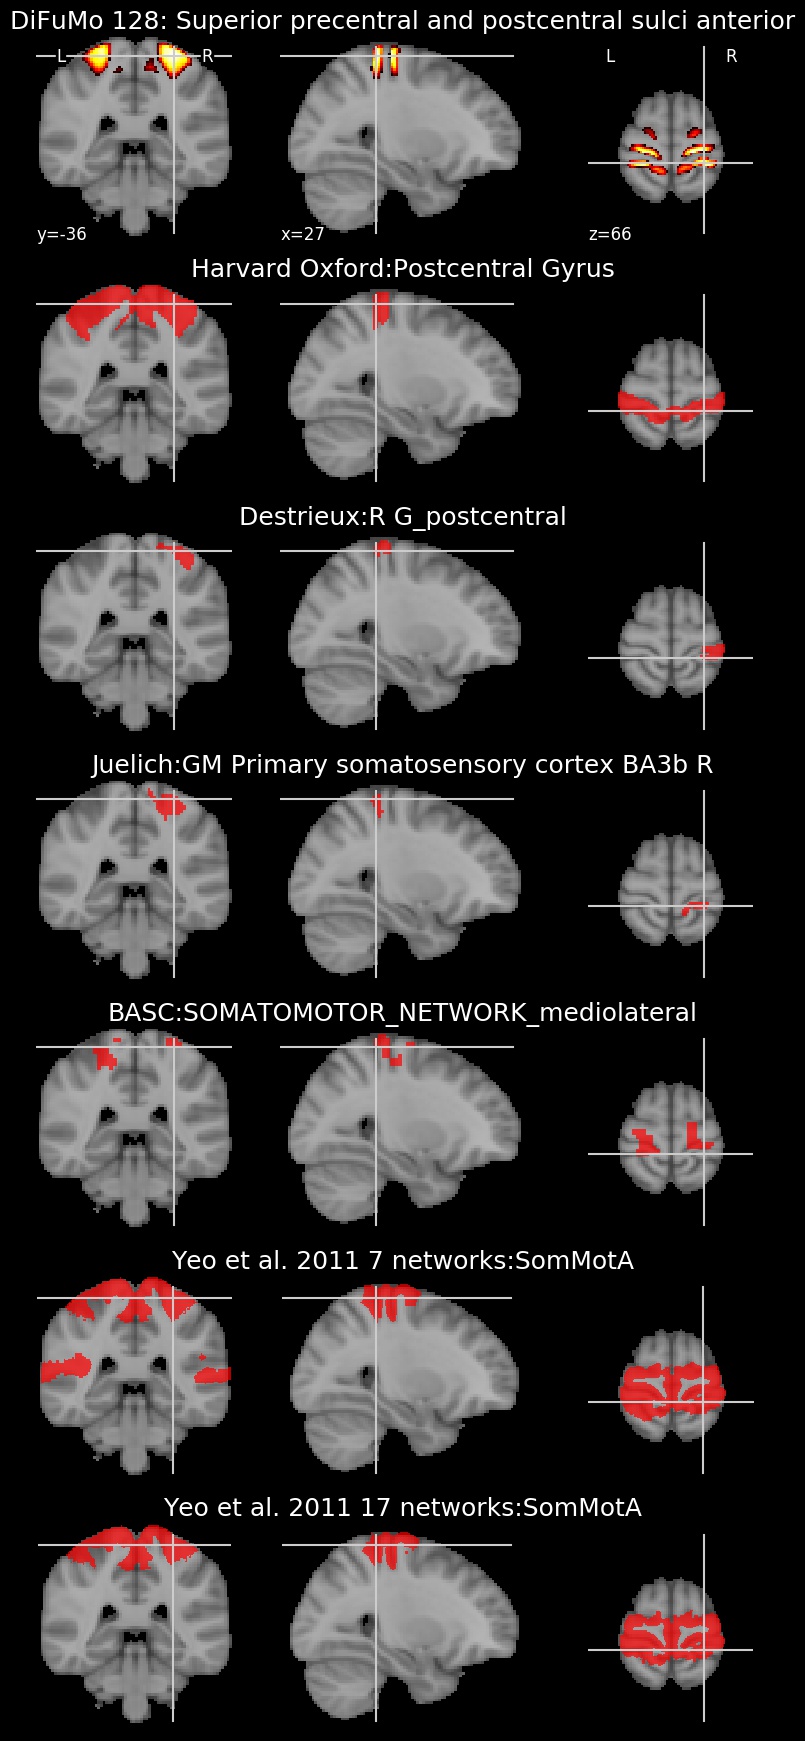 DiFuMo 128: Superior precentral and postcentral sulci anterior
L R L R
y=-36 x=27 z=66
Harvard Oxford:Postcentral Gyrus
Destrieux:R G_postcentral
Juelich:GM Primary somatosensory cortex BA3b R
BASC:SOMATOMOTOR_NETWORK_mediolateral
Yeo et al. 2011 7 networks:SomMotA
Yeo et al. 2011 17 networks:SomMotA